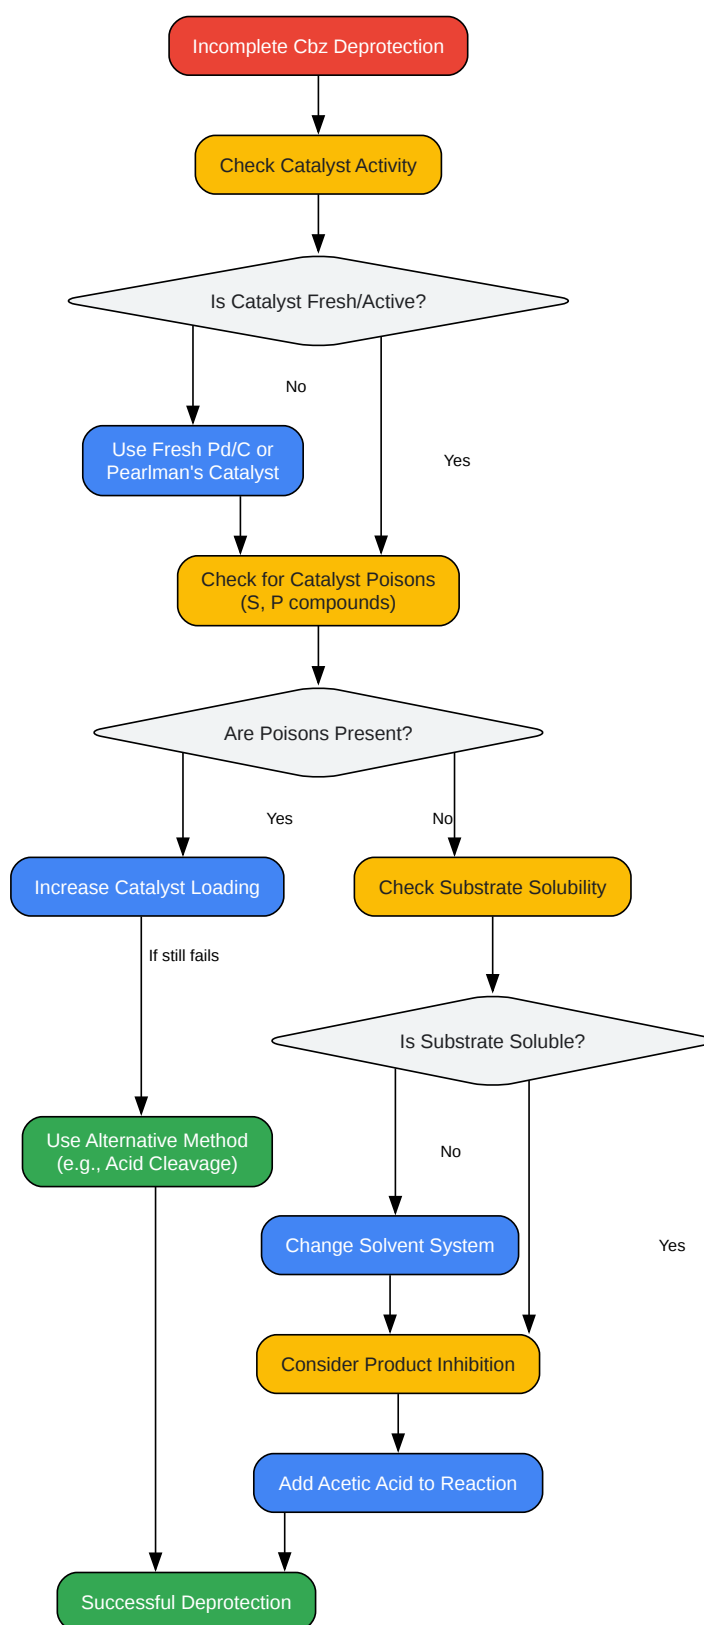 Incomplete Cbz Deprotection
Check Catalyst Activity
Is Catalyst Fresh/Active?
No
Use Fresh Pd/C or
Pearlman's Catalyst
Yes
Check for Catalyst Poisons
(S, P compounds)
Are Poisons Present?
Yes
No
Increase Catalyst Loading
Check Substrate Solubility
If still fails
Is Substrate Soluble?
Use Alternative Method
(e.g., Acid Cleavage)
No
Change Solvent System
Yes
Consider Product Inhibition
Add Acetic Acid to Reaction
Successful Deprotection